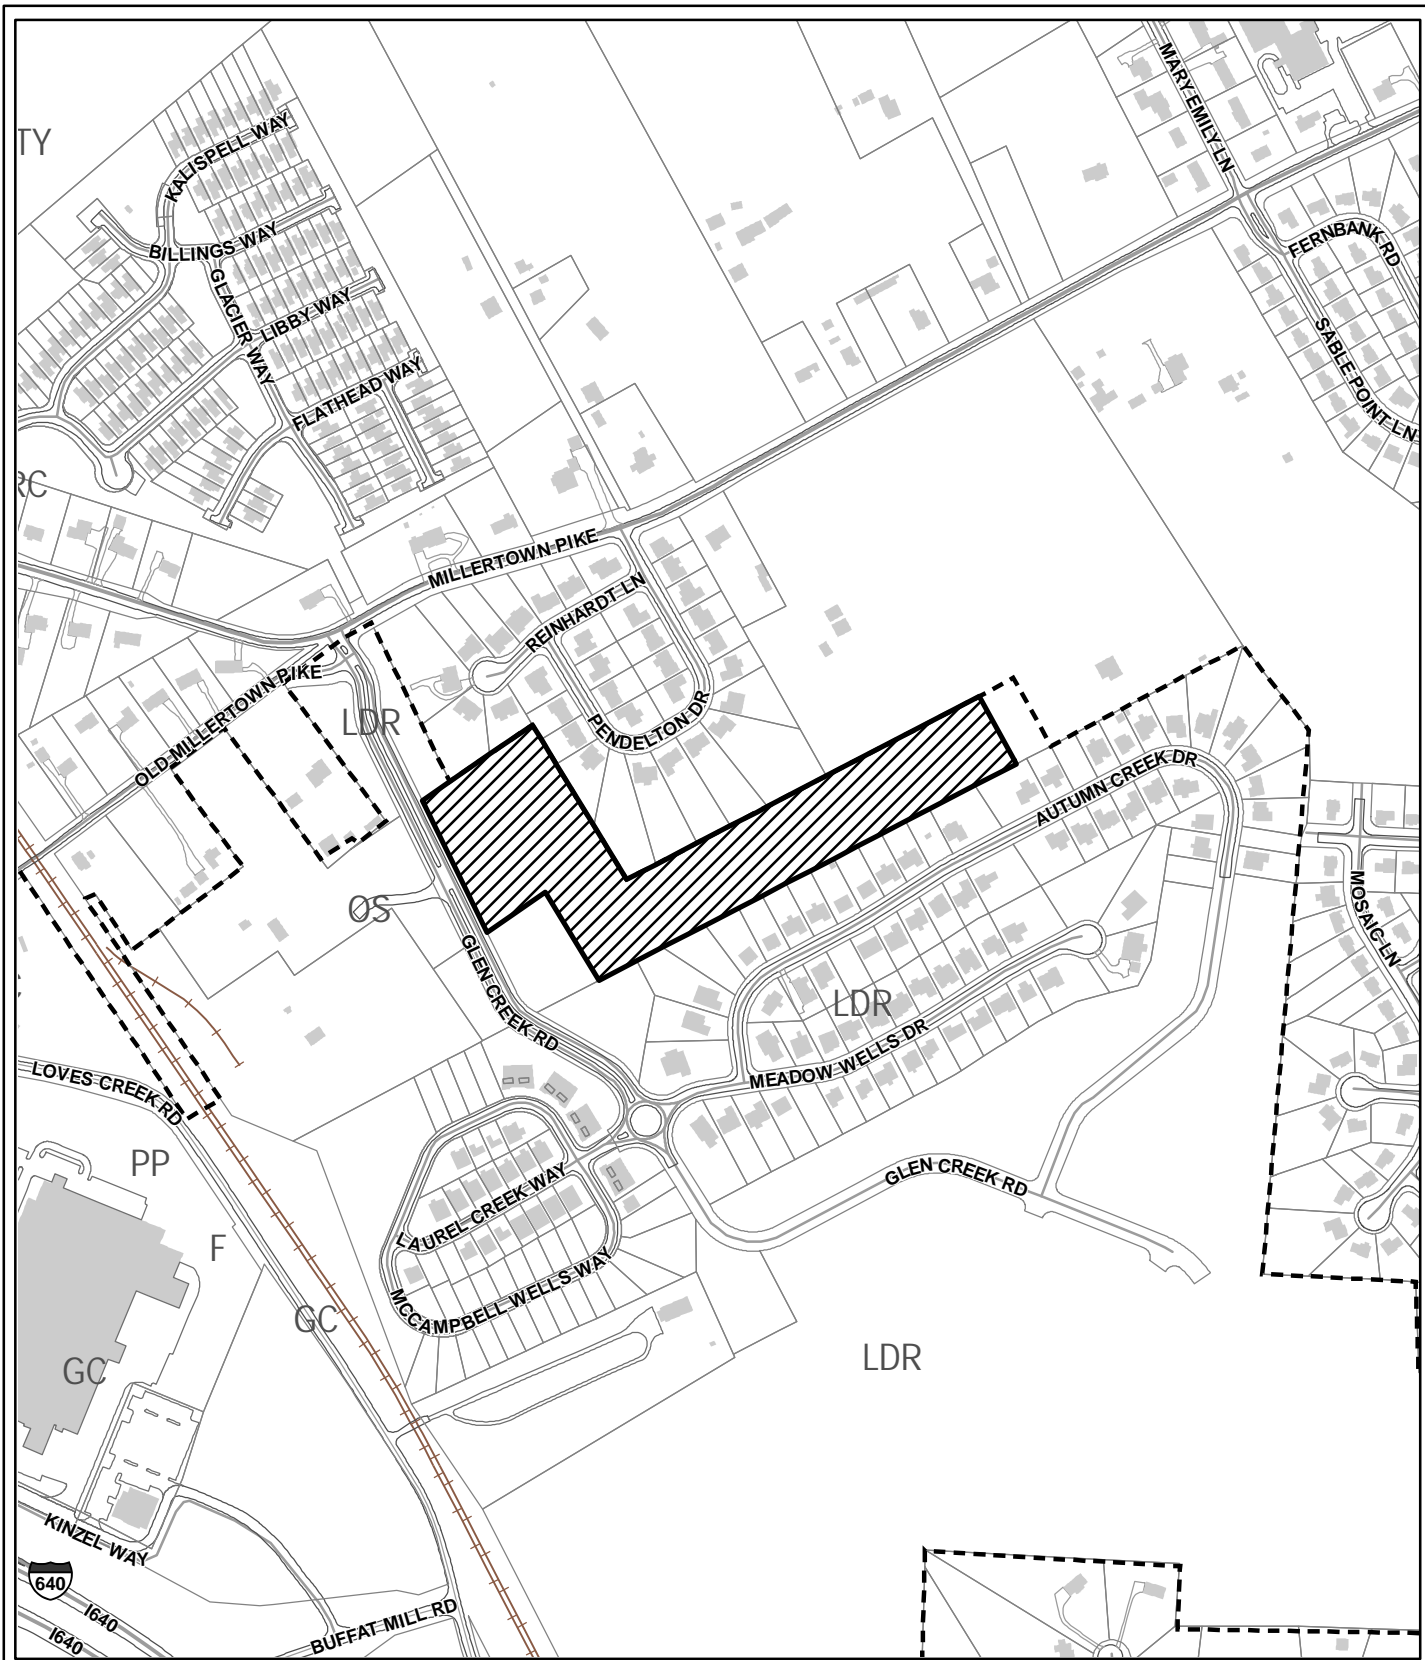 MARY EMILY LN
TY
KALISPELL WAY
BILLINGS WAY
FERNBANK RD
GLACIER WAY
LIBBY WAY
SABLE POINT LN
FLATHEAD WAY
RC
MILLERTOWN PIKE
REINHARDT LN
OLD MILLERTOWN PIKE
LDR
PENDELTON DR
AUTUMN CREEK DR
OS
MOSAIC LN
GLEN CREEK RD
LDR
MEADOW WELLS DR
LOVES CREEK RD
PP
GLEN CREEK RD
LAUREL CREEK WAY
F
MCCAMPBELL WELLS WAY
GC
GC
LDR
KINZEL WAY
640
I640
I640
BUFFAT MILL RD